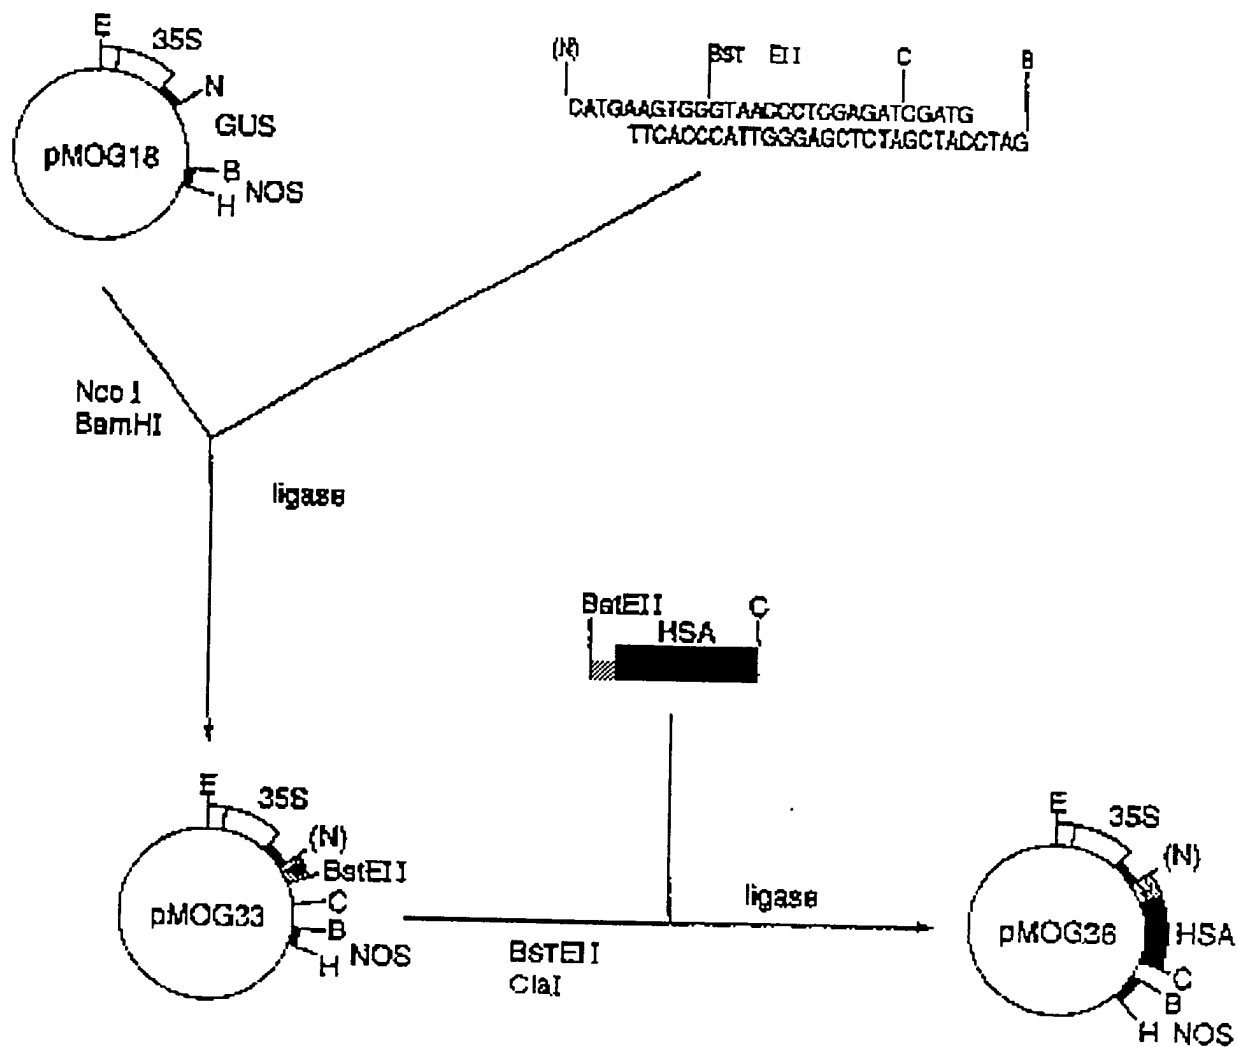 E
35S
N
GUS
pMOG18
B
H NOS
(N) Bst EII C B
CATGAAGTGGGTAACCCTCGAGATCGATG
TTCACCCATTGGGAGCTCTAGCTACCTAG
Nco I
BamHI
ligase
BstEII C
HSA
E
35S
(N)
BstEII
C
pMOG33
B
H NOS
BstEII
ClaI
ligase
E
35S
(N)
pMOG36
HSA
C
B
H NOS